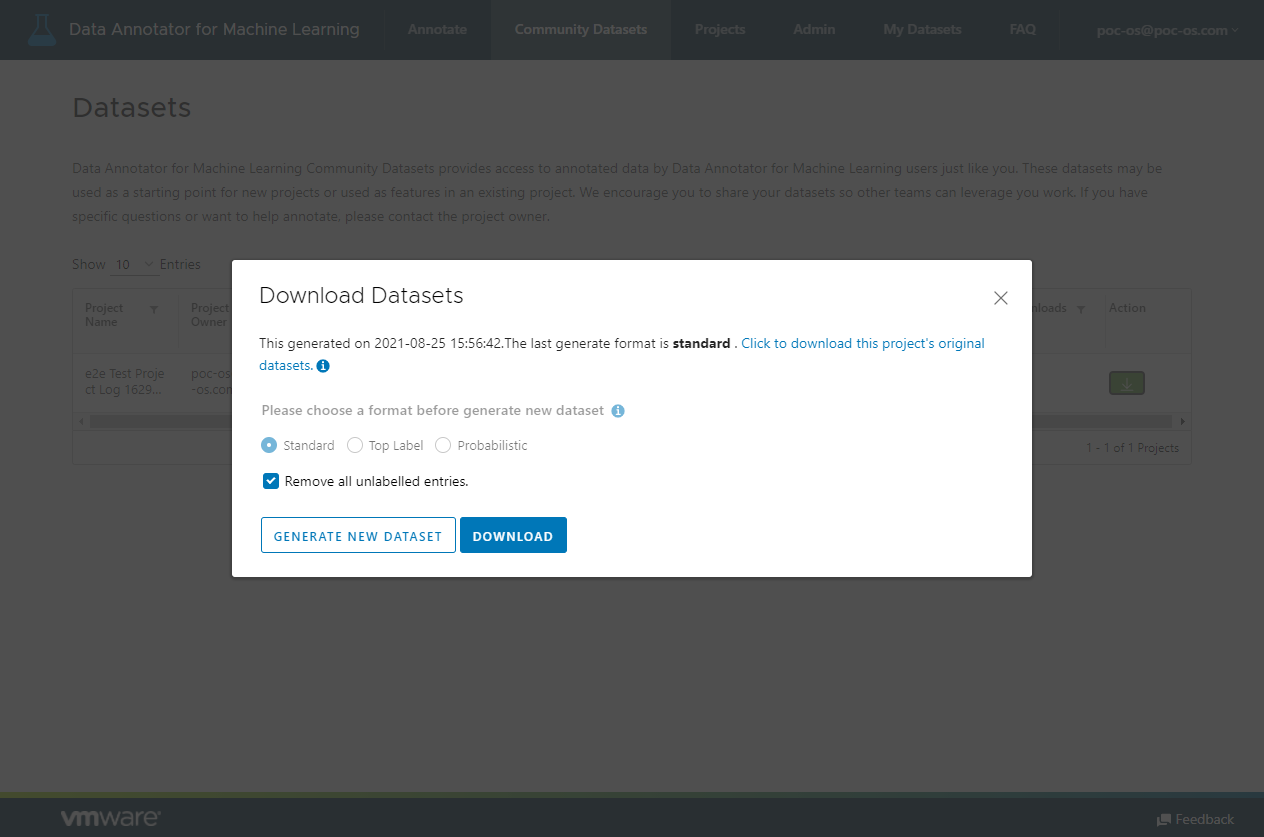 Data Annotator for Machine Learning
Annotate
Community Datasets
Projects
Admin
My Datasets
FAQ
poc-os@poc-os.com
Datasets
Data Annotator for Machine Learning Community Datasets provides access to annotated data by Data Annotator for Machine Learning users just like you. These datasets may be
used as a starting point for new projects or used as features in an existing project. We encourage you to share your datasets so other teams can leverage you work. If you have
specific questions or want to help annotate, please contact the project owner.
Show 10 Entries
Project
Name
Project
Owner
nloads
Action
e2e Test Proje
ct Log 1629...
poc-os
-os.com
1 - 1 of 1 Projects
Download Datasets
This generated on 2021-08-25 15:56:42.The last generate format is standard . Click to download this project's original
datasets.
Please choose a format before generate new dataset
Standard
Top Label
Probabilistic
Remove all unlabelled entries.
GENERATE NEW DATASET
DOWNLOAD
vmware
Feedback